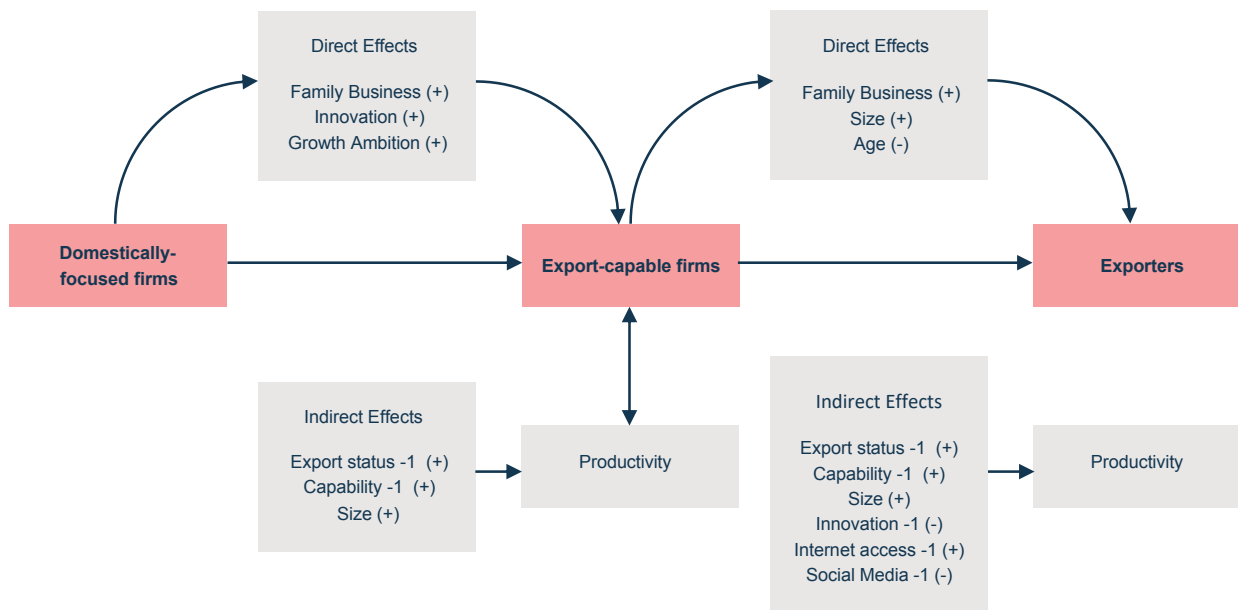 Direct Effects
Family Business (+)
Innovation (+)
Growth Ambition (+)
Direct Effects
Family Business (+)
Size (+)
Age (-)
Domestically-
focused firms
Export-capable firms
Exporters
Indirect Effects
Export status -1  (+)
Capability -1  (+)
Size (+)
Productivity
Indirect Effects
Export status -1 (+)
Capability -1  (+)
Size (+)
Innovation -1 (-)
Internet access -1 (+)
Social Media -1 (-)
Productivity